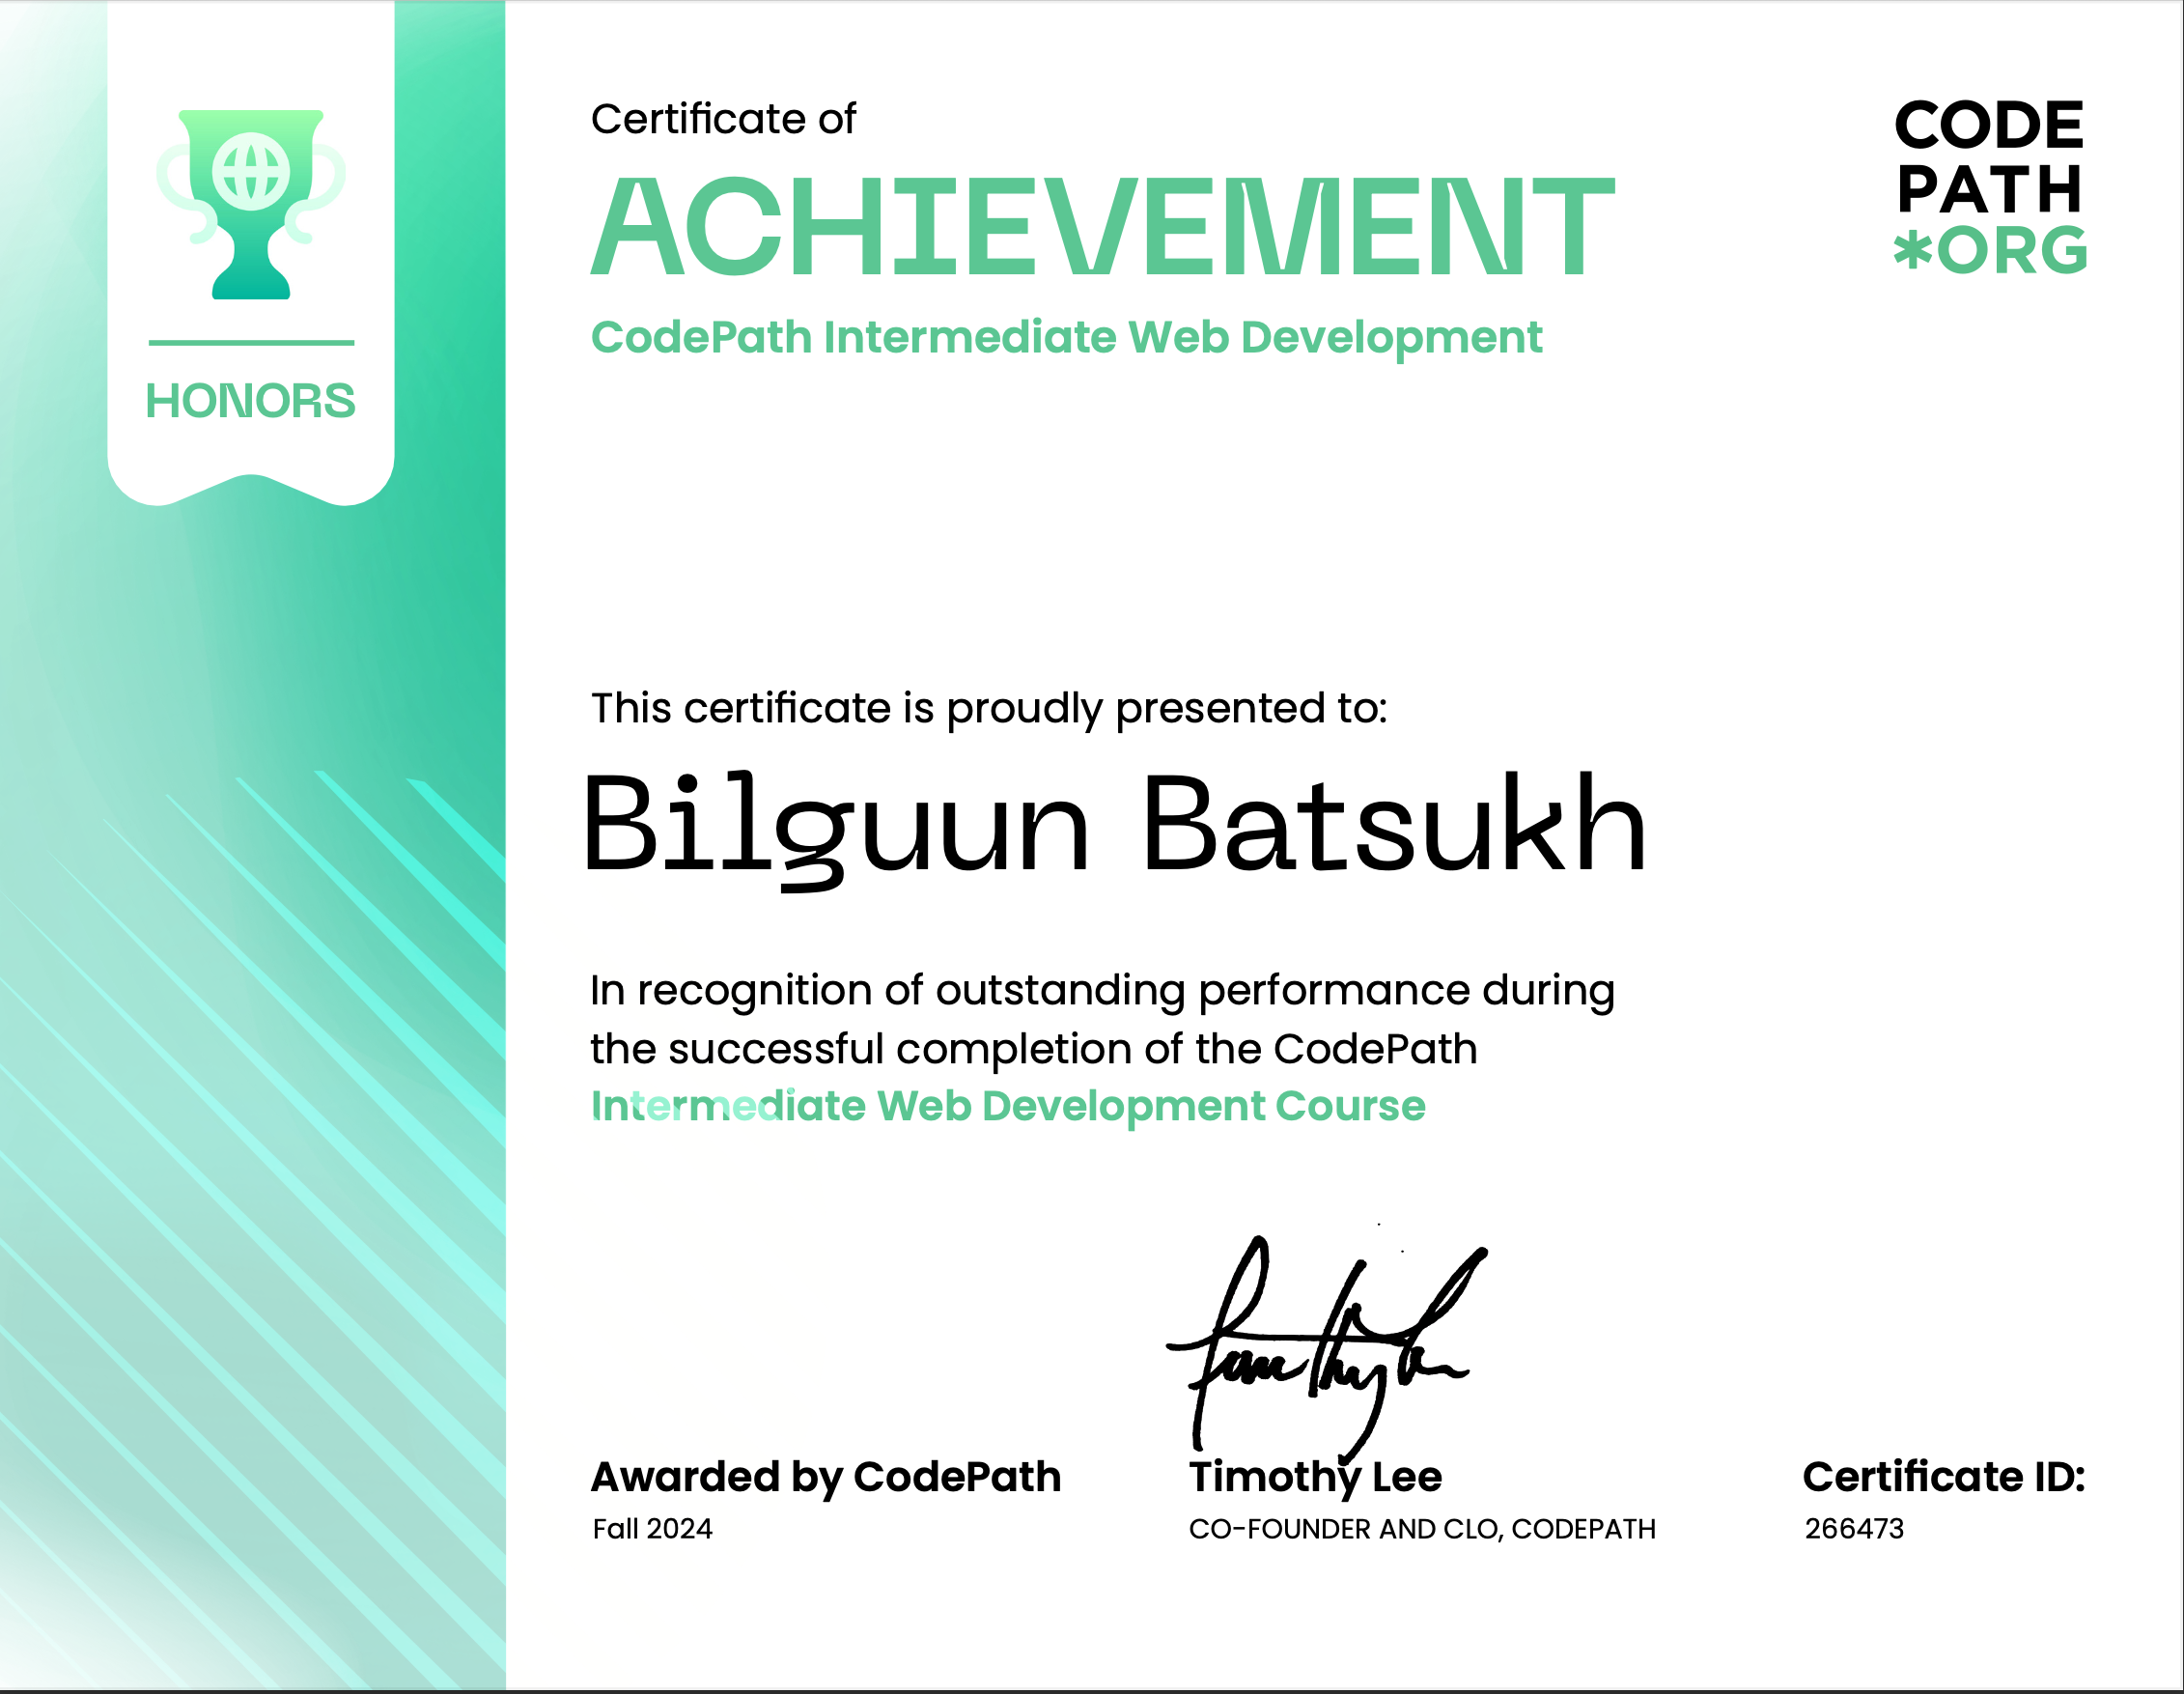 HONORS
Certificate of
ACHIEVEMENT
CodePath Intermediate Web Development
CODE
PATH
*ORG
This certificate is proudly presented to:
Bilguun Batsukh
In recognition of outstanding performance during
the successful completion of the CodePath
Intermediate Web Development Course
Awarded by CodePath
Fall 2024
Timothy Lee
CO-FOUNDER AND CLO, CODEPATH
Certificate ID:
266473